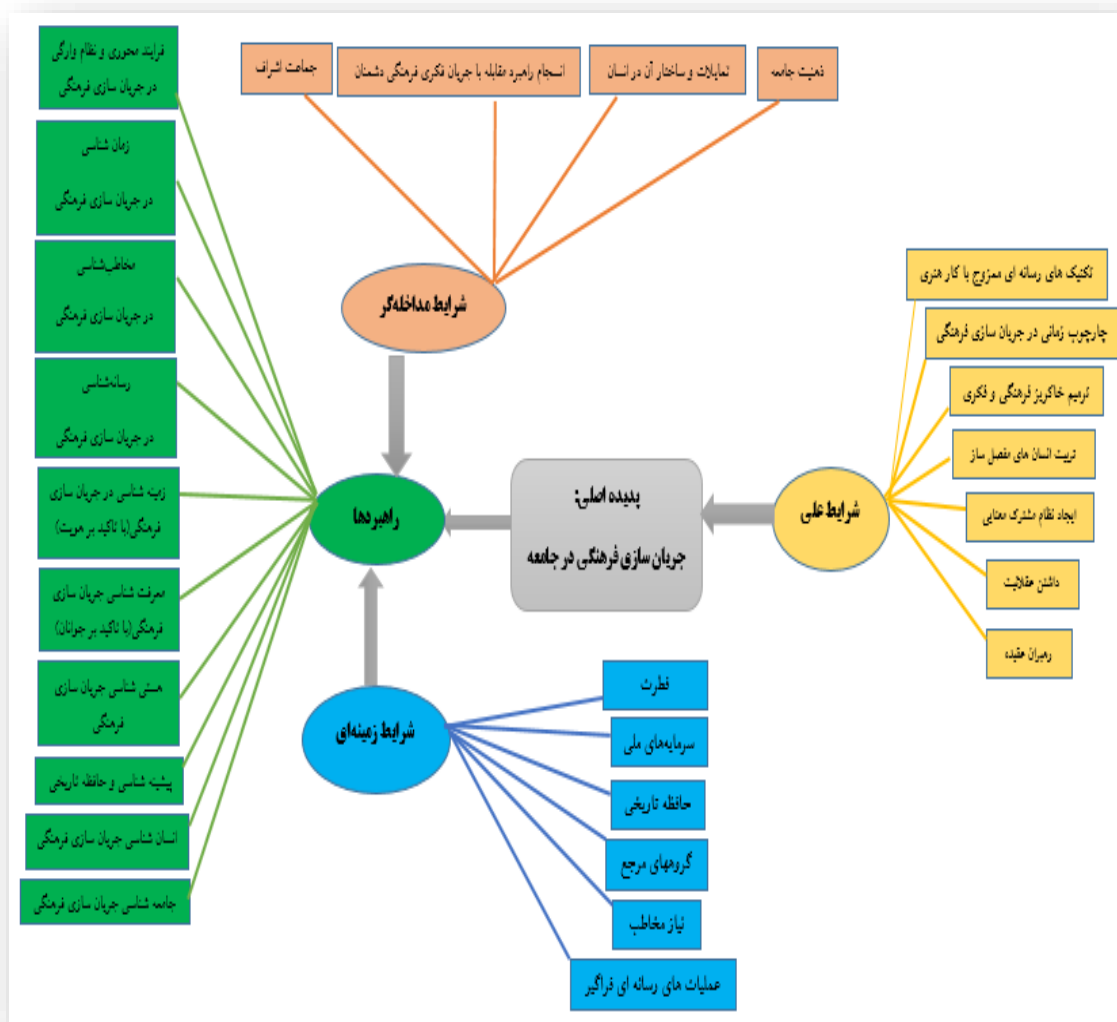 جماعت اشراف
انسجام راهبرد مقابله با جریان فکری فرهنگی دشمنان
تمایلات و ساختار آن در انسان
ذهنیت جامعه
شرایط مداخله‌گر
فرایند محوری و نظام وارگی
در جریان سازی فرهنگی
زمان شناسی
در جریان سازی فرهنگی
مخاطب‌شناسی
در جریان سازی فرهنگی
رسانه‌شناسی
در جریان سازی فرهنگی
زمینه شناسی در جریان سازی
فرهنگی(با تاکید بر هویت)
معرفت شناسی جریان سازی
فرهنگی(با تاکید بر جوانان)
هستی شناسی جریان سازی
فرهنگی
پیشینه شناسی و حافظه تاریخی
انسان شناسی جریان سازی فرهنگی
جامعه شناسی جریان سازی فرهنگی
راهبردها
پدیده اصلی:
جریان سازی فرهنگی در جامعه
شرایط علی
تکنیک های رسانه ای ممزوج با کار هنری
چارچوب زمانی در جریان سازی فرهنگی
ترمیم خاکریز فرهنگی و فکری
تربیت انسان های مفصل ساز
ایجاد نظام مشترک معنایی
داشتن عقلانیت
رهبران عقیده
شرایط زمینه‌ای
فطرت
سرمایه‌های ملی
حافظه تاریخی
گروههای مرجع
نیاز مخاطب
عملیات های رسانه ای فراگیر